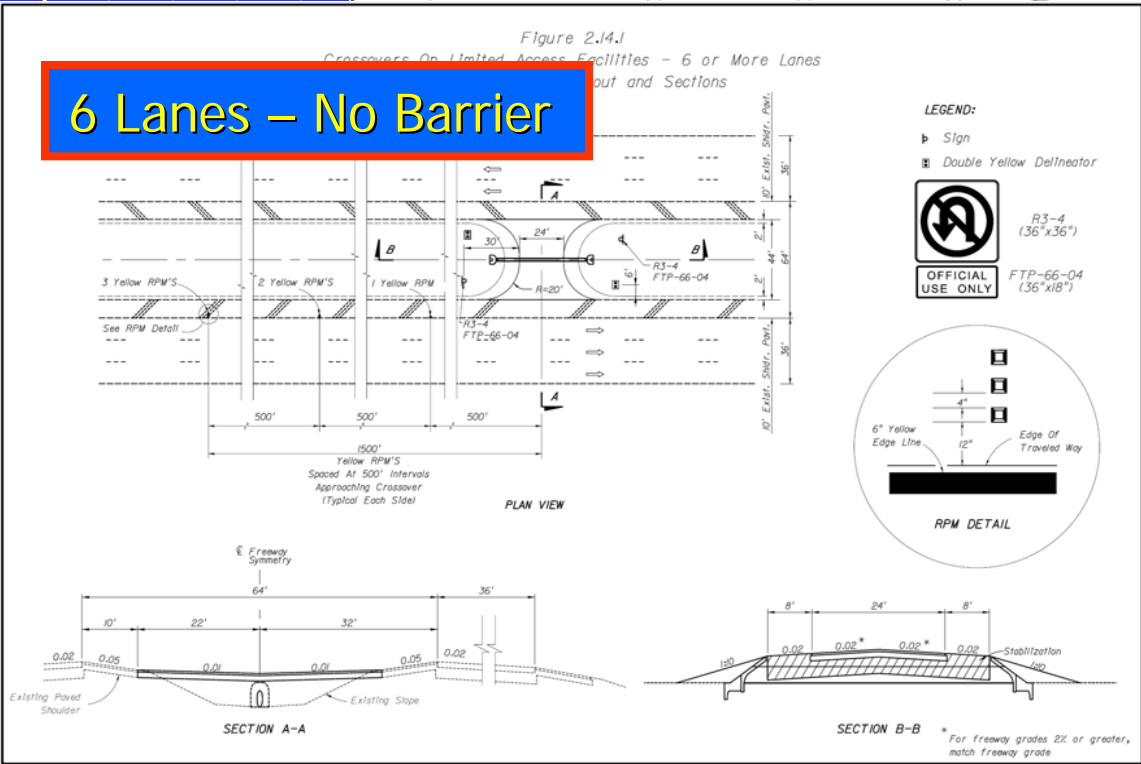 Figure 2.14.1
Crossovers On Limited Access Facilities - 6 or More Lanes
out and Sections
6 Lanes – No Barrier
LEGEND:
Sign
Double Yellow Delineator
R3-4
(36"x36")
OFFICIAL
USE ONLY
FTP-66-04
(36"x18")
10' Exist. Shldr. Pavt.
36'
A
B
30'
24'
B
R3-4
FTP-66-04
6'
2'
44'
64'
2'
3 Yellow RPM'S
2 Yellow RPM'S
1 Yellow RPM
R=20'
See RPM Detail
R3-4
FTP-66-04
10' Exist. Shldr. Pavt.
36'
A
500'
500'
500'
1500'
Yellow RPM'S
Spaced At 500' Intervals
Approaching Crossover
(Typical Each Side)
PLAN VIEW
4"
6" Yellow
Edge Line
12"
Edge Of
Traveled Way
RPM DETAIL
℄ Freeway
Symmetry
64'
36'
10'
22'
32'
0.02
0.05
0.01
0.01
0.05
0.02
Existing Paved
Shoulder
Existing Slope
SECTION A-A
8'
24'
8'
0.02
0.02*
0.02*
0.02
Stabilization
1:10
1:10
SECTION B-B
* For freeway grades 2% or greater,
match freeway grade